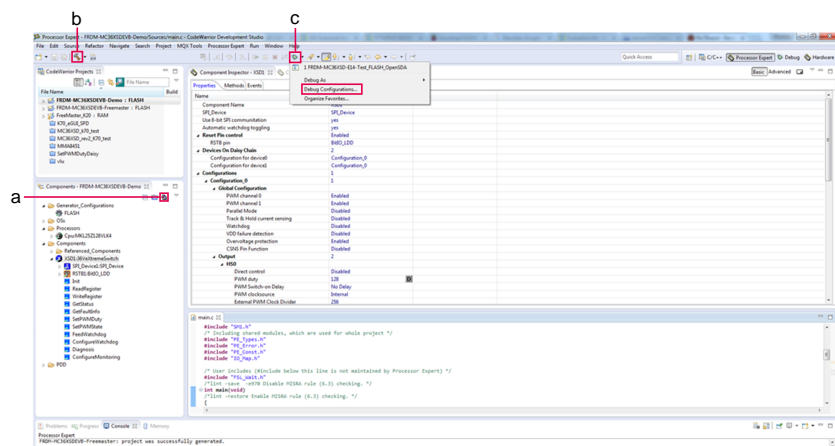 b
c
Processor Expert - FRDM-MC36XSDEVB-Demo/Sources/main.c - CodeWarrior Development Studio
File Edit Source Refactor Navigate Search Project MQX Tools Processor Expert Run Window Help
Quick Access
C/C++
Processor Expert
Debug
Hardware
CodeWarrior Projects
File Name
File Name
Build
FRDM-MC36XSDEVB-Demo : FLASH
FRDM-MC36XSDEVB-Freemaster : FLASH
FreeMaster_K20 : RAM
K70_eGUI_SPD
MC36XSD_k70_test
MC36XSD_rev2_K70_test
MMA8451
SetPWMDutyDaisy
vlu
Component Inspector - XSD1
Basic Advanced
1 FRDM-MC36XSD-E14-Test_FLASH_OpenSDA
Debug As
Debug Configurations...
Organize Favorites...
Properties Methods Events
Name
Component Name
SPI_Device SPI_Device
Use 8-bit SPI communitation yes
Automatic watchdog toggling yes
Reset Pin control Enabled
RSTB pin BitIO_LDD
Devices On Daisy Chain 2
Configuration for device0 Configuration_0
Configuration for device1 Configuration_0
Configurations 1
Configuration_0 1
Global Configuration
PWM channel 0 Enabled
PWM channel 1 Enabled
Parallel Mode Disabled
Track & Hold current sensing Disabled
Watchdog Disabled
VDD failure detection Disabled
Overvoltage protection Enabled
CSNS Pin Function Disabled
Output 2
HS0
Direct control Disabled
PWM duty 128 D
PWM Switch-on Delay No Delay
PWM clocksource Internal
External PWM Clock Divider 256
a
Components - FRDM-MC36XSDEVB-Demo
Generator_Configurations
FLASH
OSs
Processors
Cpu:MKL25Z128VLK4
Components
Referenced_Components
XSD1:36VeXtremeSwitch
SPI_Device1:SPI_Device
RSTB1:BitIO_LDD
Init
ReadRegister
WriteRegister
GetStatus
GetFaultInfo
SetPWMDuty
SetPWMState
FeedWatchdog
ConfigureWatchdog
Diagnosis
ConfigureMonitoring
PDD
main.c
#include "SPI.h"
/* Including shared modules, which are used for whole project */
#include "PE_Types.h"
#include "PE_Error.h"
#include "PE_Const.h"
#include "IO_Map.h"
/* User includes (#include below this line is not maintained by Processor Expert) */
#include "FSL_Wait.h"
/*lint -save -e970 Disable MISRA rule (6.3) checking. */
int main(void)
/*lint -restore Enable MISRA rule (6.3) checking. */
{
Problems Progress Console Memory
Processor Expert
FRDM-MC36XSDEVB-Freemaster: project was successfully generated.